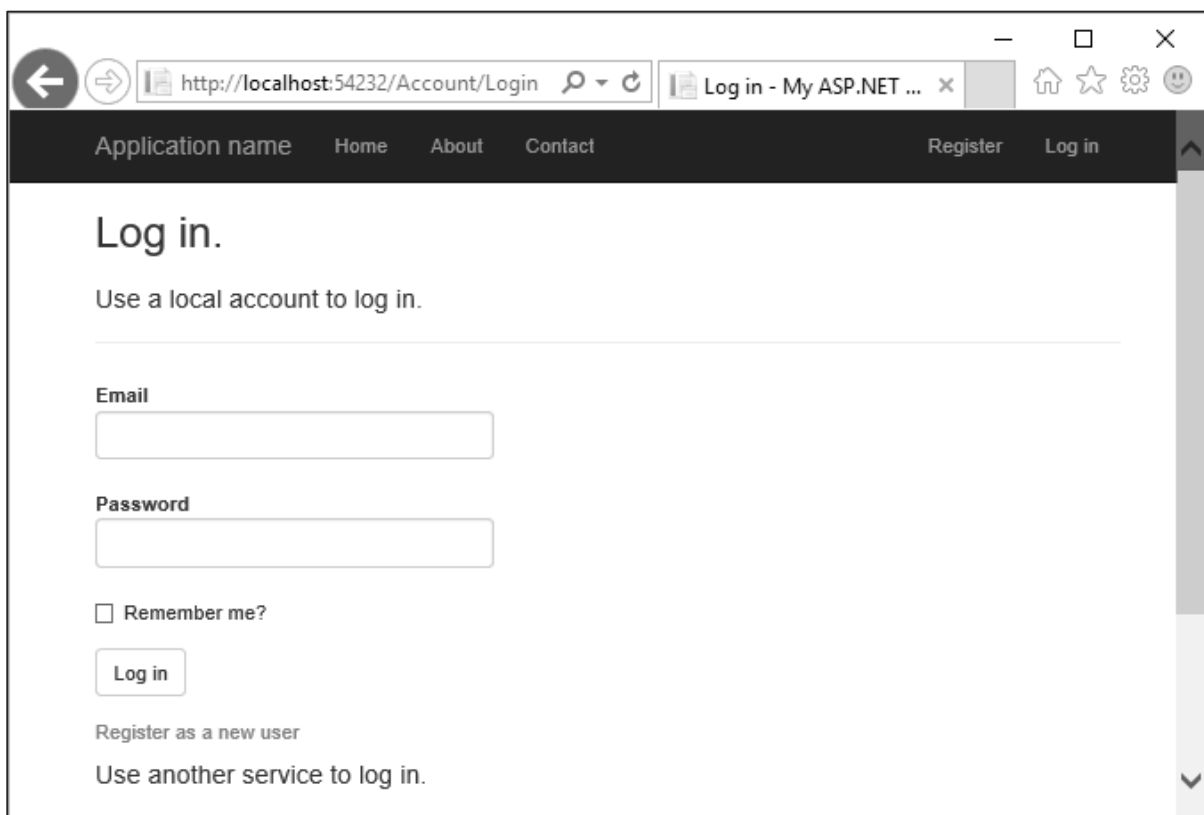 http://localhost:54232/Account/Login
Log in - My ASP.NET ...
Application name Home About Contact Register Log in
Log in.
Use a local account to log in.
Email
Password
Remember me?
Log in
Register as a new user
Use another service to log in.